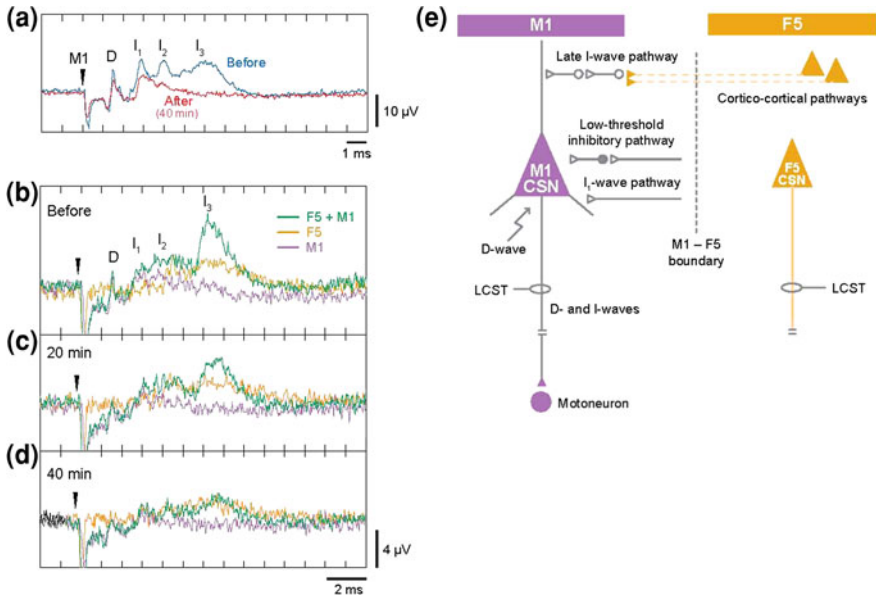 (a)
M1
D
I1
I2
I3
Before
After
(40 min)
10 µV
1 ms
(b)
Before
D
I1
I2
I3
F5 + M1
F5
M1
(c)
20 min
(d)
40 min
4 µV
2 ms
(e)
M1
F5
Late I-wave pathway
Cortico-cortical pathways
Low-threshold
inhibitory pathway
M1
CSN
I1-wave pathway
F5
CSN
D-wave
M1 – F5
boundary
LCST
LCST
D- and I-waves
Motoneuron